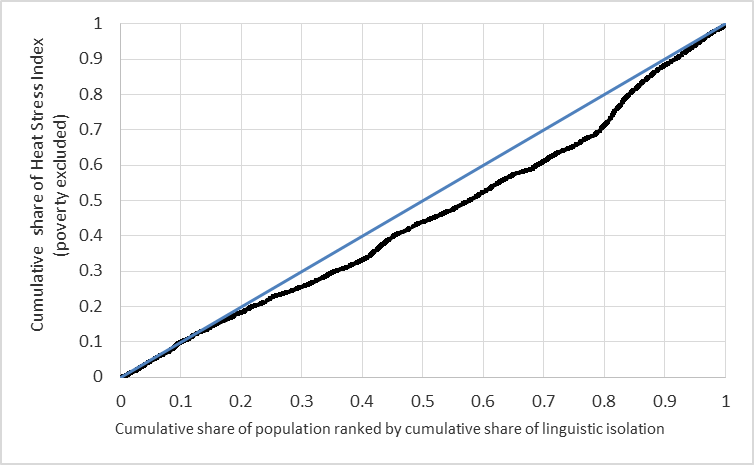 Cumulative share of Heat Stress Index
(poverty excluded)
1
0.9
0.8
0.7
0.6
0.5
0.4
0.3
0.2
0.1
0
0 0.1 0.2 0.3 0.4 0.5 0.6 0.7 0.8 0.9 1
Cumulative share of population ranked by cumulative share of linguistic isolation